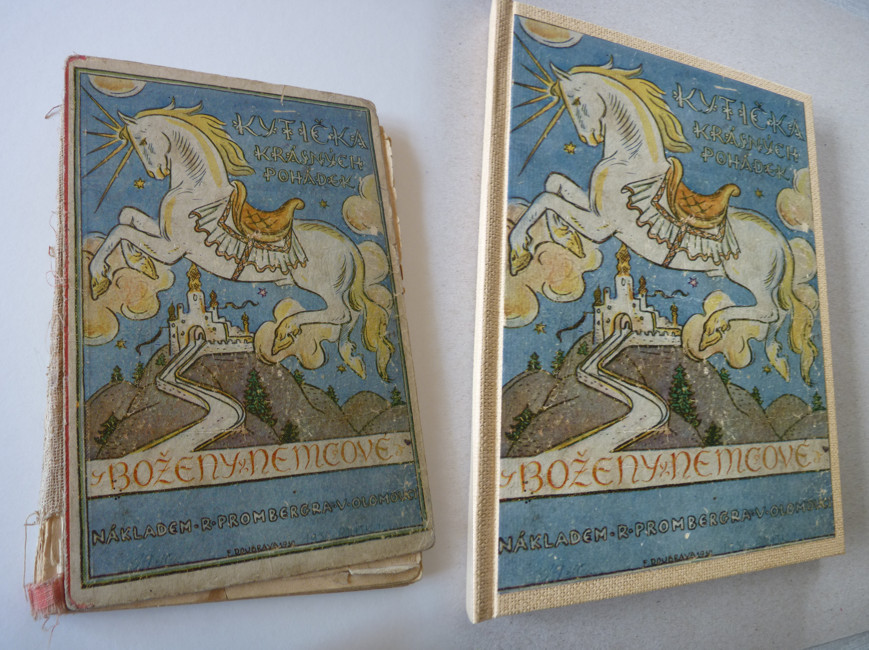 KYTIČKA
KRÁSNÝCH
POHÁDEK
BOŽENY NĚMCOVÉ
NÁKLADEM · R · PROMBERGRA · V · OLOMOUCI
KYTIČKA
KRÁSNÝCH
POHÁDEK
BOŽENY NĚMCOVÉ
NÁKLADEM · R · PROMBERGRA · V · OLOMOUCI